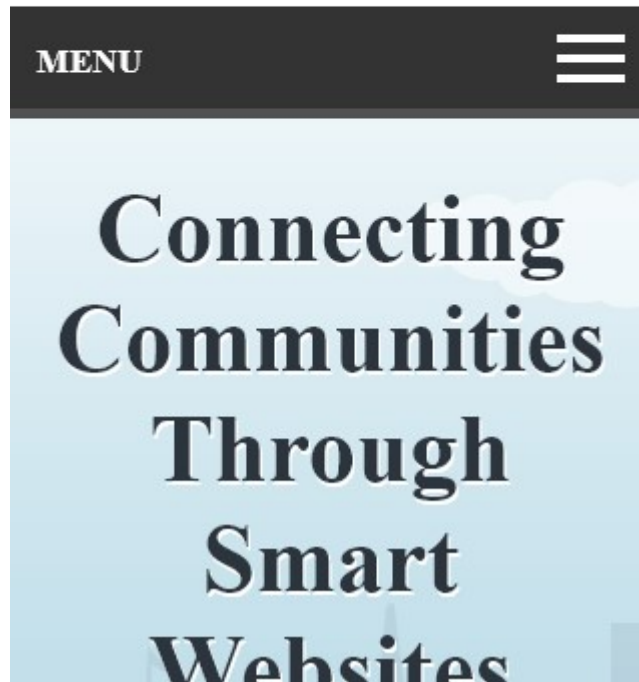 MENU
Connecting
Communities
Through
Smart
Websites